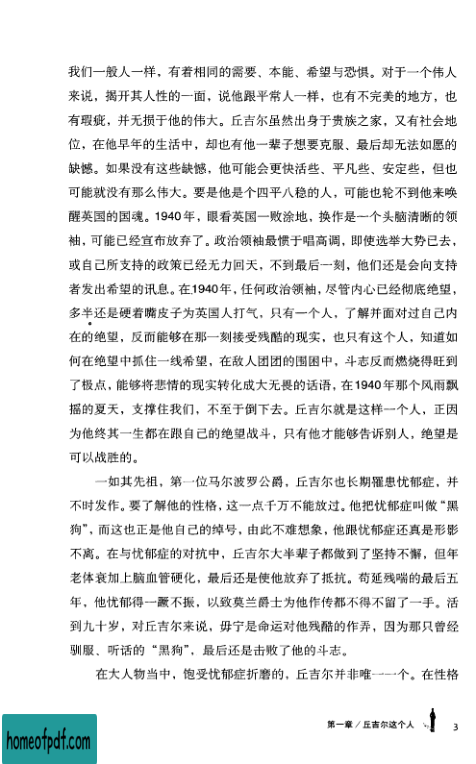 我们一般人一样，有着相同的需要、本能、希望与恐惧。对于一个伟人
来说，揭开其人性的一面，说他跟平常人一样，也有不完美的地方，也
有瑕疵，并无损于他的伟大。丘吉尔虽然出身于贵族之家，又有社会地
位，在他早年的生活中，却也有他一辈子想要克服、最后却无法如愿的
缺憾。如果没有这些缺憾，他可能会更快活些、平凡些、安定些，但也
可能就没有那么伟大。要是他是个四平八稳的人，可能也轮不到他来唤
醒英国的国魂。1940年，眼看英国一败涂地，换作是一个头脑清晰的领
袖，可能已经宣布放弃了。政治领袖最惯于唱高调，即使选举大势已去，
或自己所支持的政策已经无力回天，不到最后一刻，他们还是会向支持
者发出希望的讯息。在1940年，任何政治领袖，尽管内心已经彻底绝望，
多半还是硬着嘴皮子为英国人打气，只有一个人，了解并面对过自己内
在的绝望，反而能够在那一刻接受残酷的现实，也只有这个人，知道如
何在绝望中抓住一线希望，在敌人团团的围困中，斗志反而燃烧得旺到
了极点，能够将悲情的现实转化成大无畏的话语，在1940年那个风雨飘
摇的夏天，支撑住我们，不至于倒下去。丘吉尔就是这样一个人，正因
为他终其一生都在跟自己的绝望战斗，只有他才能够告诉别人，绝望是
可以战胜的。
一如其先祖，第一位马尔波罗公爵，丘吉尔也长期罹患忧郁症，并
不时发作。要了解他的性格，这一点千万不能放过。他把忧郁症叫做“黑
狗”，而这也正是他自己的绰号，由此不难想象，他跟忧郁症还真是形影
不离。在与忧郁症的对抗中，丘吉尔大半辈子都做到了坚持不懈，但年
老体衰加上脑血管硬化，最后还是使他放弃了抵抗。苟延残喘的最后五
年，他忧郁得一蹶不振，以致莫兰爵士为他作传都不得不留了一手。活
到九十岁，对丘吉尔来说，毋宁是命运对他残酷的作弄，因为那只曾经
驯服、听话的“黑狗”，最后还是击败了他的斗志。
在大人物当中，饱受忧郁症折磨的，丘吉尔并非唯一一个。在性格
第一章／丘吉尔这个人 3
homeofpdf.com